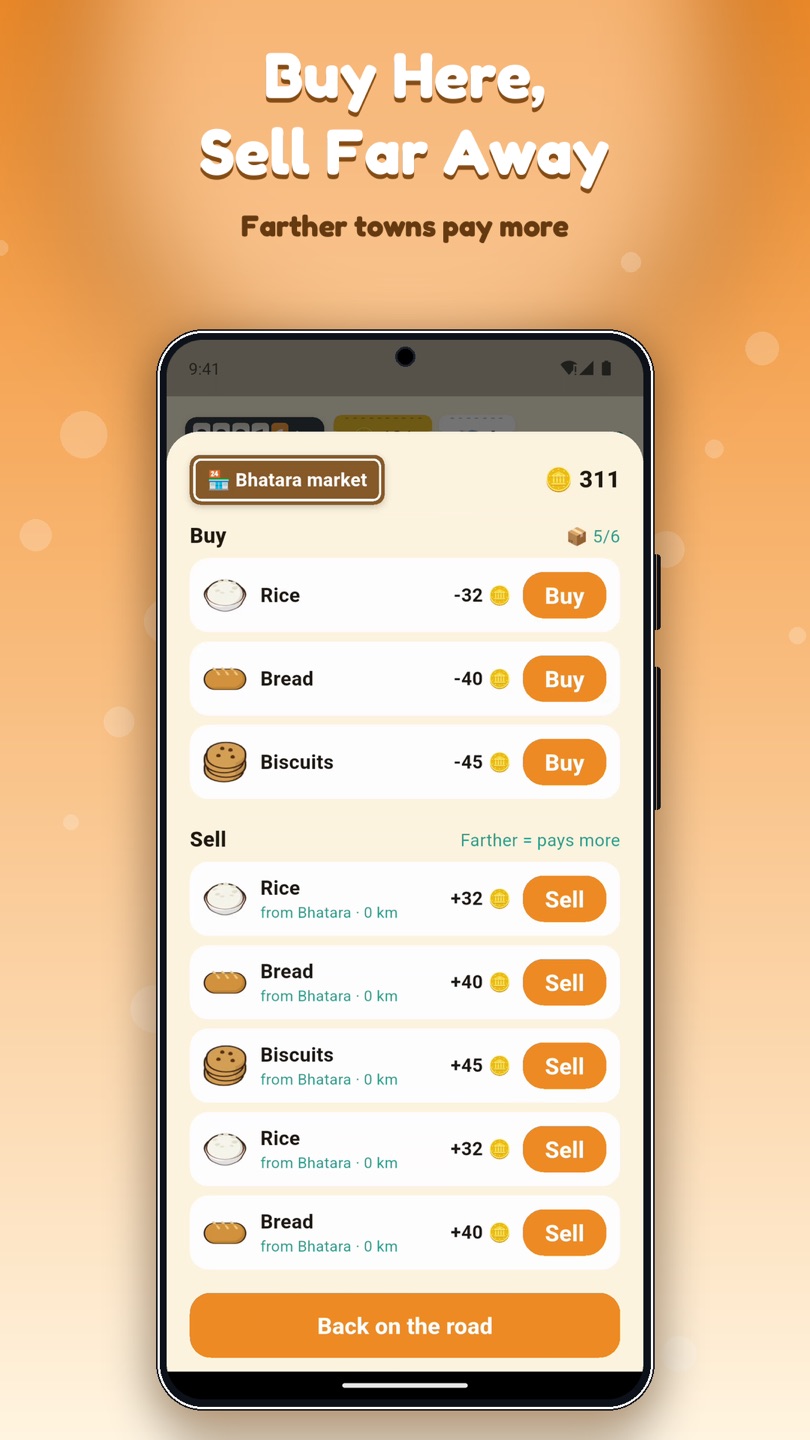 Buy Here,
Sell Far Away
Farther towns pay more
9:41
Bhatara market
311
Buy
5/6
Rice
-32
Buy
Bread
-40
Buy
Biscuits
-45
Buy
Sell
Farther = pays more
Rice
from Bhatara · 0 km
+32
Sell
Bread
from Bhatara · 0 km
+40
Sell
Biscuits
from Bhatara · 0 km
+45
Sell
Rice
from Bhatara · 0 km
+32
Sell
Bread
from Bhatara · 0 km
+40
Sell
Back on the road